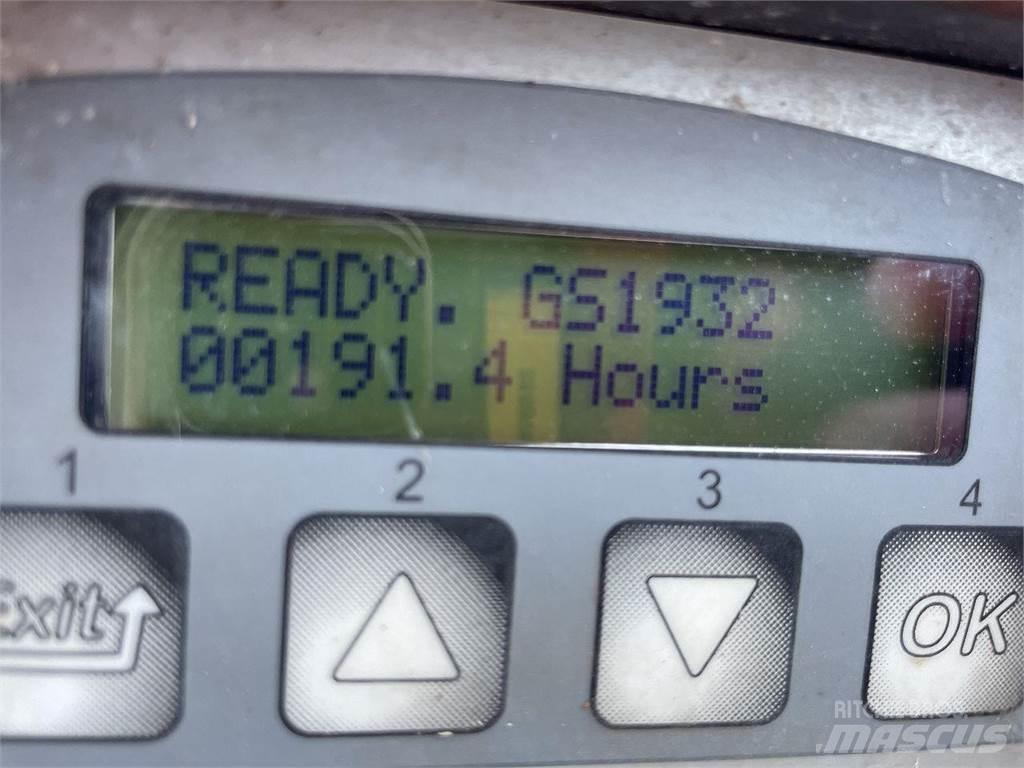 READY. GS1932
00191.4 Hours
1 2 3 4
Exit OK
RITCHIE BROS.
MASCUS